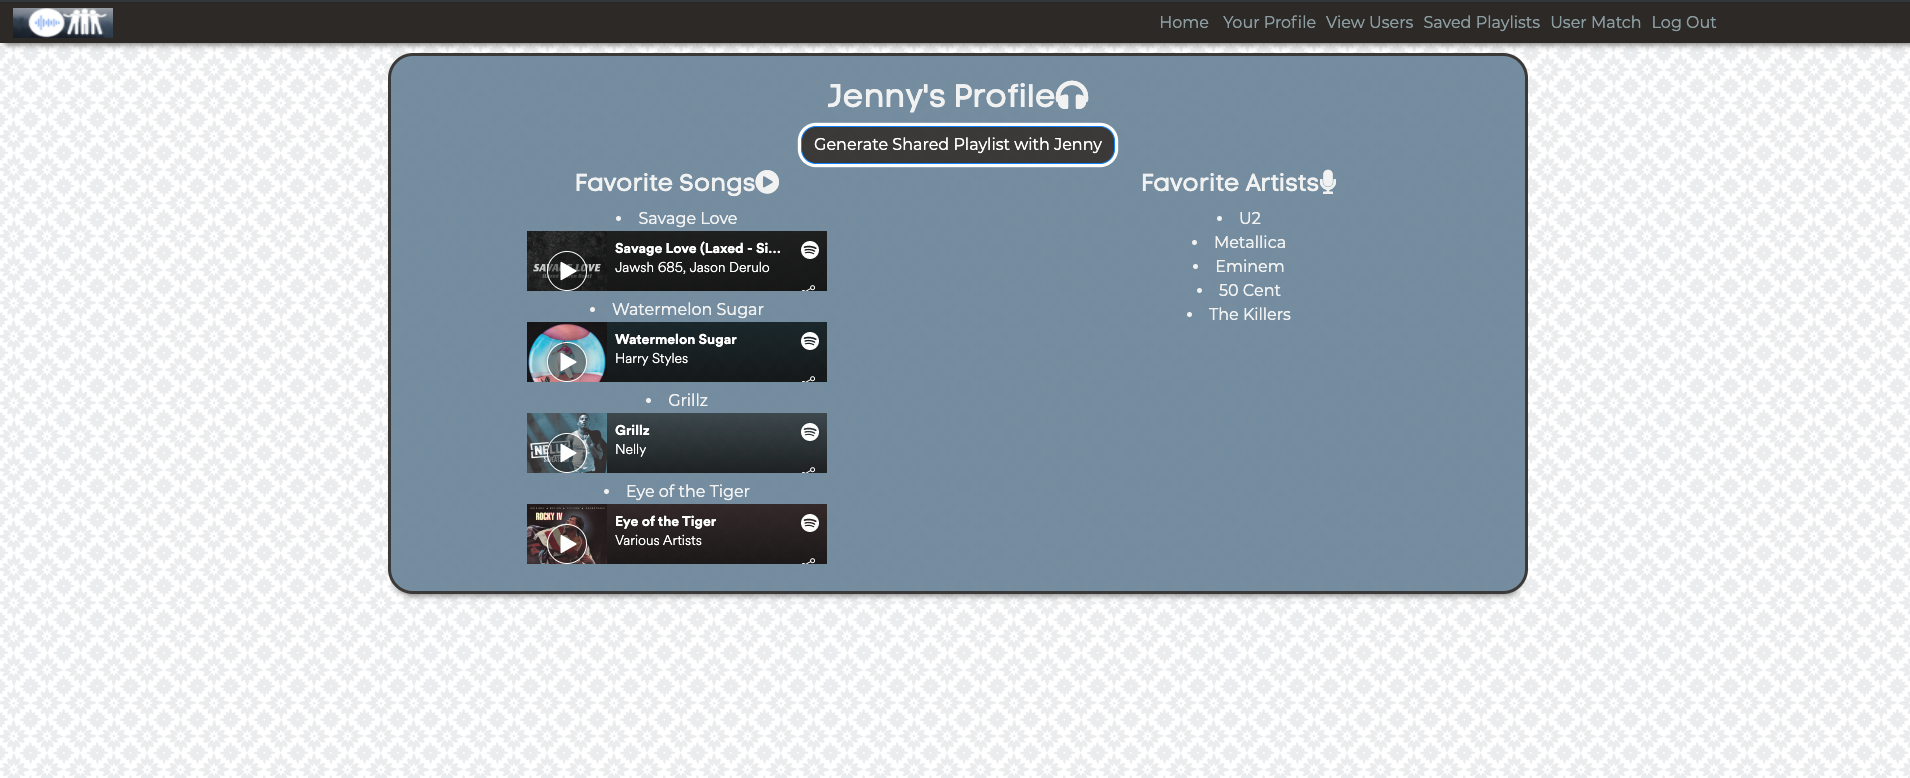 Home Your Profile View Users Saved Playlists User Match Log Out
Jenny's Profile
Generate Shared Playlist with Jenny
Favorite Songs
• Savage Love
SAVAGE LOVE
Savage Love (Laxed - Si...
Jawsh 685, Jason Derulo
• Watermelon Sugar
Watermelon Sugar
Harry Styles
• Grillz
Grillz
Nelly
• Eye of the Tiger
ROCKY IV
Eye of the Tiger
Various Artists
Favorite Artists
• U2
• Metallica
• Eminem
• 50 Cent
• The Killers